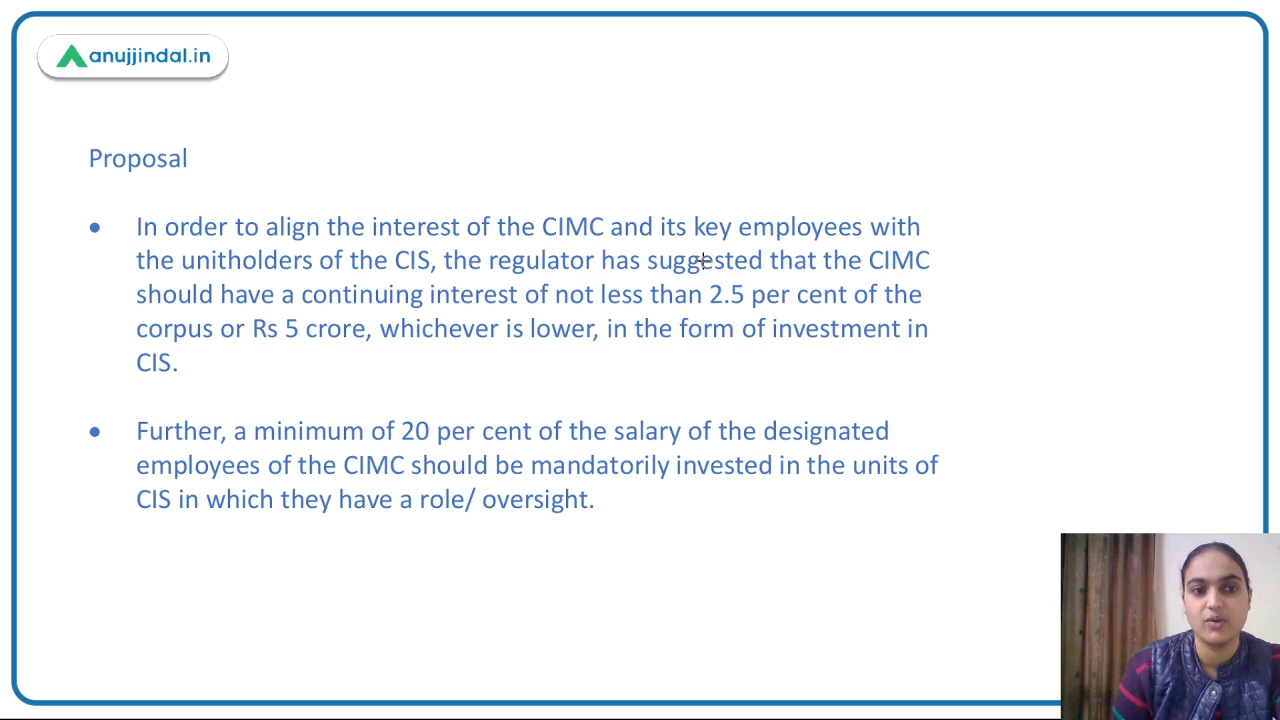 anujjindal.in
Proposal
• In order to align the interest of the CIMC and its key employees with
the unitholders of the CIS, the regulator has suggested that the CIMC
should have a continuing interest of not less than 2.5 per cent of the
corpus or Rs 5 crore, whichever is lower, in the form of investment in
CIS.
• Further, a minimum of 20 per cent of the salary of the designated
employees of the CIMC should be mandatorily invested in the units of
CIS in which they have a role/ oversight.